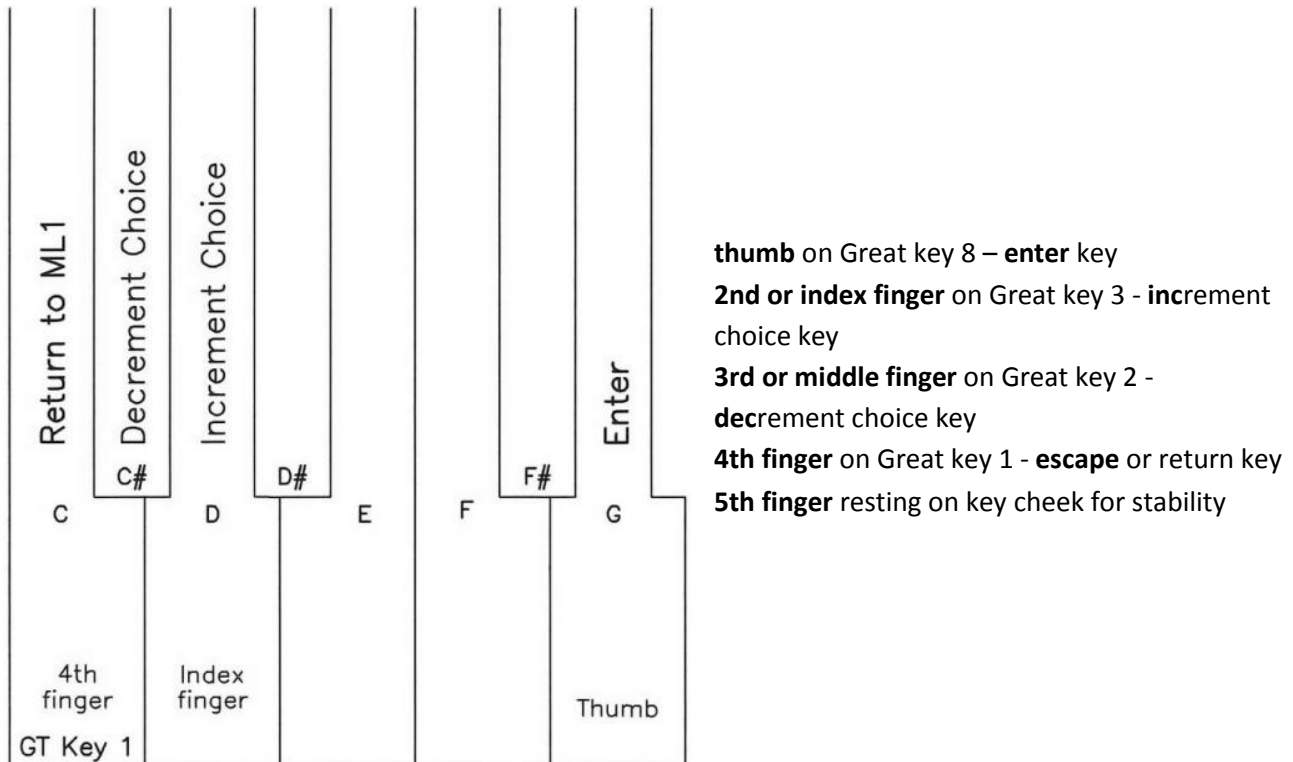 Return to ML1
Decrement Choice
Increment Choice
Enter
C#
D#
F#
C
D
E
F
G
4th
finger
Index
finger
Thumb
GT Key 1
thumb on Great key 8 – enter key
2nd or index finger on Great key 3 - increment
choice key
3rd or middle finger on Great key 2 -
decrement choice key
4th finger on Great key 1 - escape or return key
5th finger resting on key cheek for stability